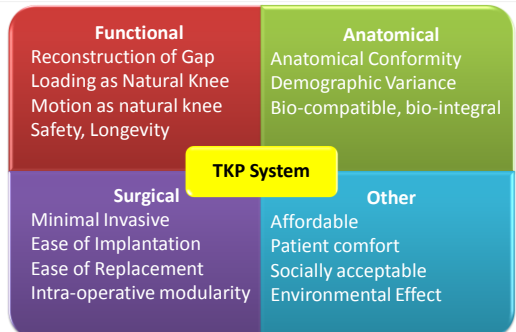 Functional
Reconstruction of Gap
Loading as Natural Knee
Motion as natural knee
Safety, Longevity
Anatomical
Anatomical Conformity
Demographic Variance
Bio-compatible, bio-integral
TKP System
Surgical
Minimal Invasive
Ease of Implantation
Ease of Replacement
Intra-operative modularity
Other
Affordable
Patient comfort
Socially acceptable
Environmental Effect